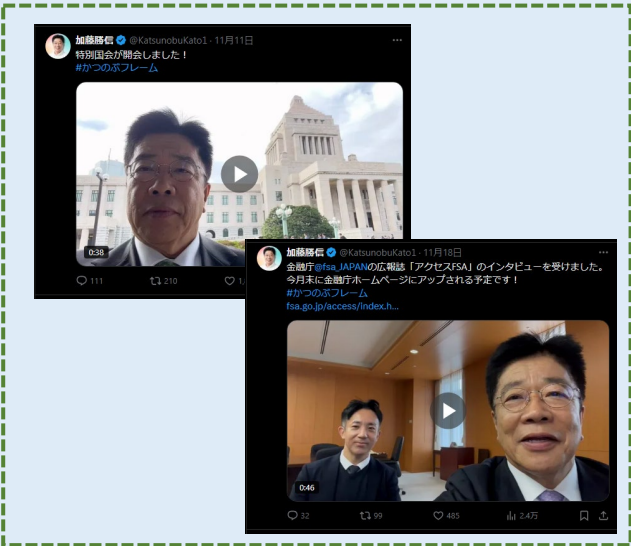 加藤勝信 @KatsunobuKato1・11月11日
特別国会が開会しました！
#かつのぶフレーム
0:38
111 210
加藤勝信 @KatsunobuKato1・11月18日
金融庁@fsa_JAPANの広報誌「アクセスFSA」のインタビューを受けました。
今月末に金融庁ホームページにアップされる予定です！
#かつのぶフレーム
fsa.go.jp/access/index.h...
0:46
32 99 485 2.4万